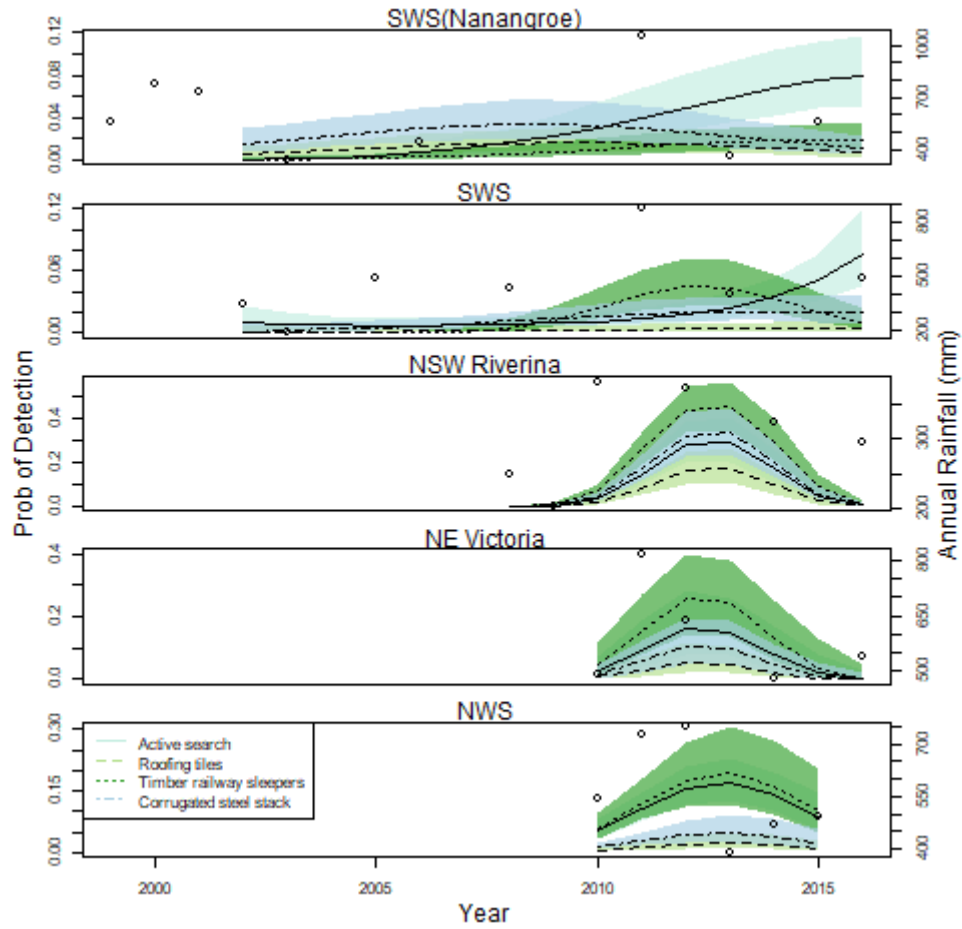 SWS(Nanangroe)
0.00 0.04 0.08 0.12
400 700 1000
SWS
0.00 0.06 0.12
200 500 800
NSW Riverina
0.0 0.2 0.4
200 300
NE Victoria
0.0 0.2 0.4
500 650 800
NWS
0.00 0.15 0.30
400 550 700
Active search
Roofing tiles
Timber railway sleepers
Corrugated steel stack
2000 2005 2010 2015
Year
Prob of Detection
Annual Rainfall (mm)